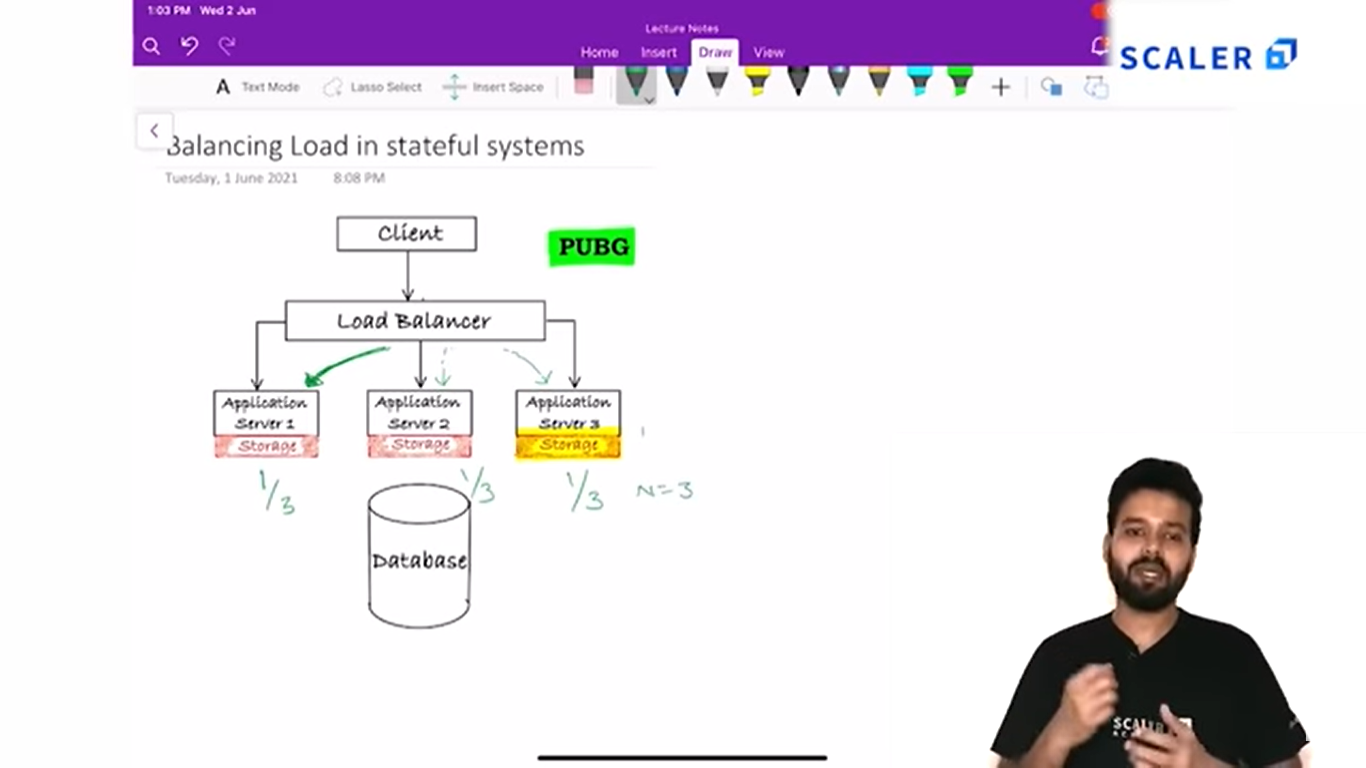 1:03 PM Wed 2 Jun
Lecture Notes
Home Insert Draw View
SCALER
A Text Mode Lasso Select Insert Space
Balancing Load in stateful systems
Tuesday, 1 June 2021 8:08 PM
Client
PUBG
Load Balancer
Application Server 1
Storage
Application Server 2
Storage
Application Server 3
Storage
1/3
1/3
1/3
N=3
Database
SCALER